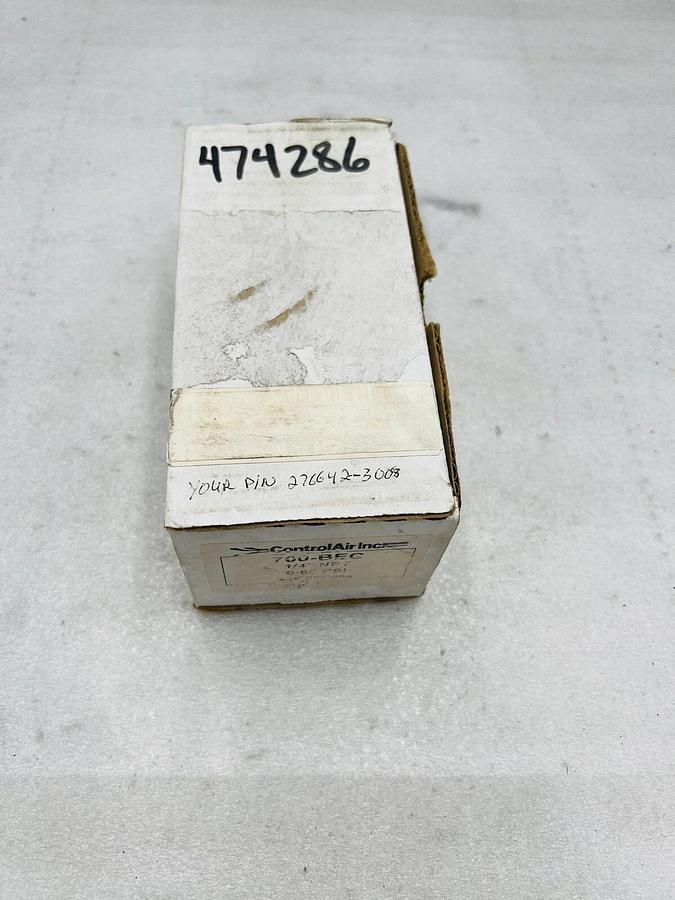 474286
YOUR P/N 276642-3008
ControlAir Inc
700-BEC
1/4" NPT
0-60 PSI